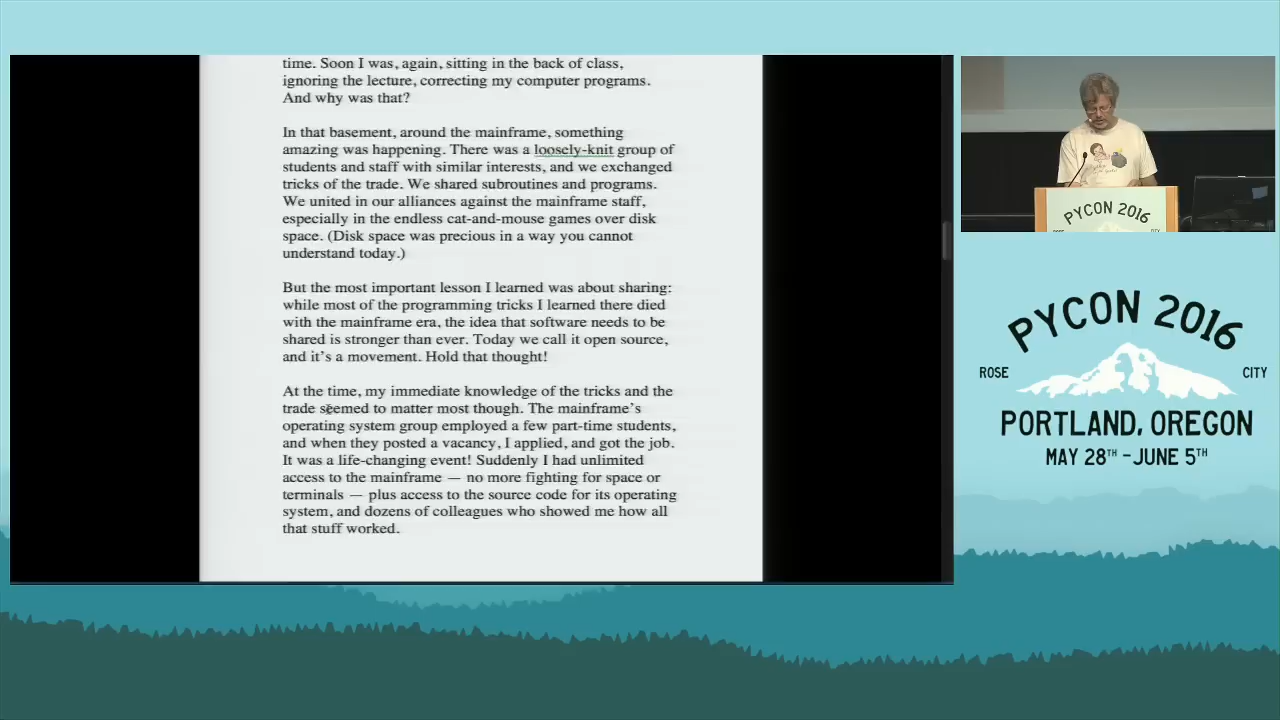 time. Soon I was, again, sitting in the back of class,
ignoring the lecture, correcting my computer programs.
And why was that?
In that basement, around the mainframe, something
amazing was happening. There was a loosely-knit group of
students and staff with similar interests, and we exchanged
tricks of the trade. We shared subroutines and programs.
We united in our alliances against the mainframe staff,
especially in the endless cat-and-mouse games over disk
space. (Disk space was precious in a way you cannot
understand today.)
But the most important lesson I learned was about sharing:
while most of the programming tricks I learned there died
with the mainframe era, the idea that software needs to be
shared is stronger than ever. Today we call it open source,
and it's a movement. Hold that thought!
At the time, my immediate knowledge of the tricks and the
trade seemed to matter most though. The mainframe's
operating system group employed a few part-time students,
and when they posted a vacancy, I applied, and got the job.
It was a life-changing event! Suddenly I had unlimited
access to the mainframe — no more fighting for space or
terminals — plus access to the source code for its operating
system, and dozens of colleagues who showed me how all
that stuff worked.
PYCON 2016
PYCON 2016
ROSE CITY
PORTLAND, OREGON
MAY 28TH -JUNE 5TH